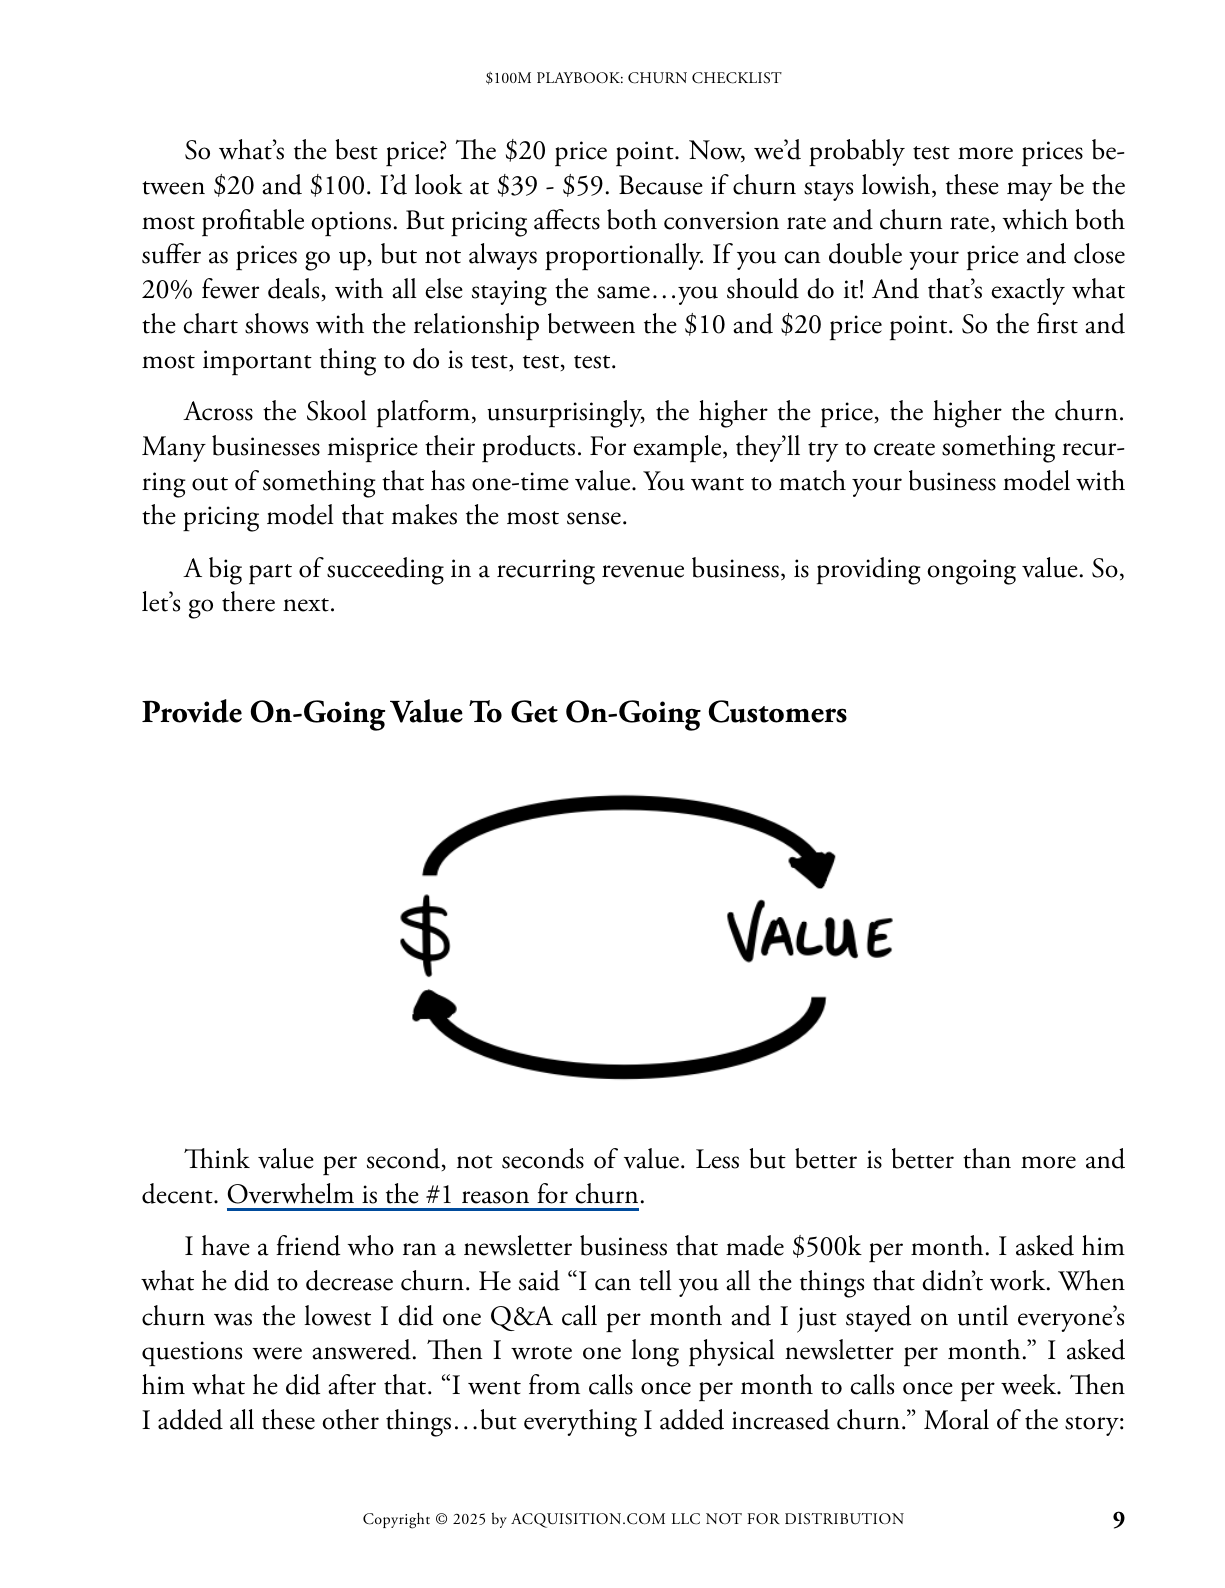 $100M PLAYBOOK: CHURN CHECKLIST
So what’s the best price? The $20 price point. Now, we’d probably test more prices be-
tween $20 and $100. I’d look at $39 - $59. Because if churn stays lowish, these may be the
most profitable options. But pricing affects both conversion rate and churn rate, which both
suffer as prices go up, but not always proportionally. If you can double your price and close
20% fewer deals, with all else staying the same…you should do it! And that’s exactly what
the chart shows with the relationship between the $10 and $20 price point. So the first and
most important thing to do is test, test, test.
Across the Skool platform, unsurprisingly, the higher the price, the higher the churn.
Many businesses misprice their products. For example, they’ll try to create something recur-
ring out of something that has one-time value. You want to match your business model with
the pricing model that makes the most sense.
A big part of succeeding in a recurring revenue business, is providing ongoing value. So,
let’s go there next.
Provide On-Going Value To Get On-Going Customers
$ VALUE
Think value per second, not seconds of value. Less but better is better than more and
decent. Overwhelm is the #1 reason for churn.
I have a friend who ran a newsletter business that made $500k per month. I asked him
what he did to decrease churn. He said “I can tell you all the things that didn’t work. When
churn was the lowest I did one Q&A call per month and I just stayed on until everyone’s
questions were answered. Then I wrote one long physical newsletter per month.” I asked
him what he did after that. “I went from calls once per month to calls once per week. Then
I added all these other things…but everything I added increased churn.” Moral of the story:
Copyright © 2025 by ACQUISITION.COM LLC NOT FOR DISTRIBUTION
9